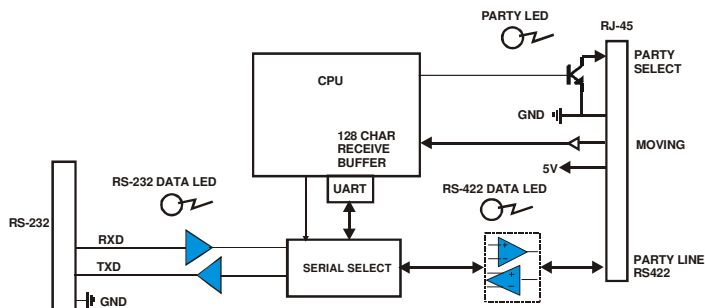 PARTY LED
RJ-45
CPU
PARTY
SELECT
GND
128 CHAR
RECEIVE
BUFFER
MOVING
5V
UART
RS-232 DATA LED
RS-422 DATA LED
RS-232
RXD
TXD
SERIAL SELECT
PARTY LINE
RS422
GND